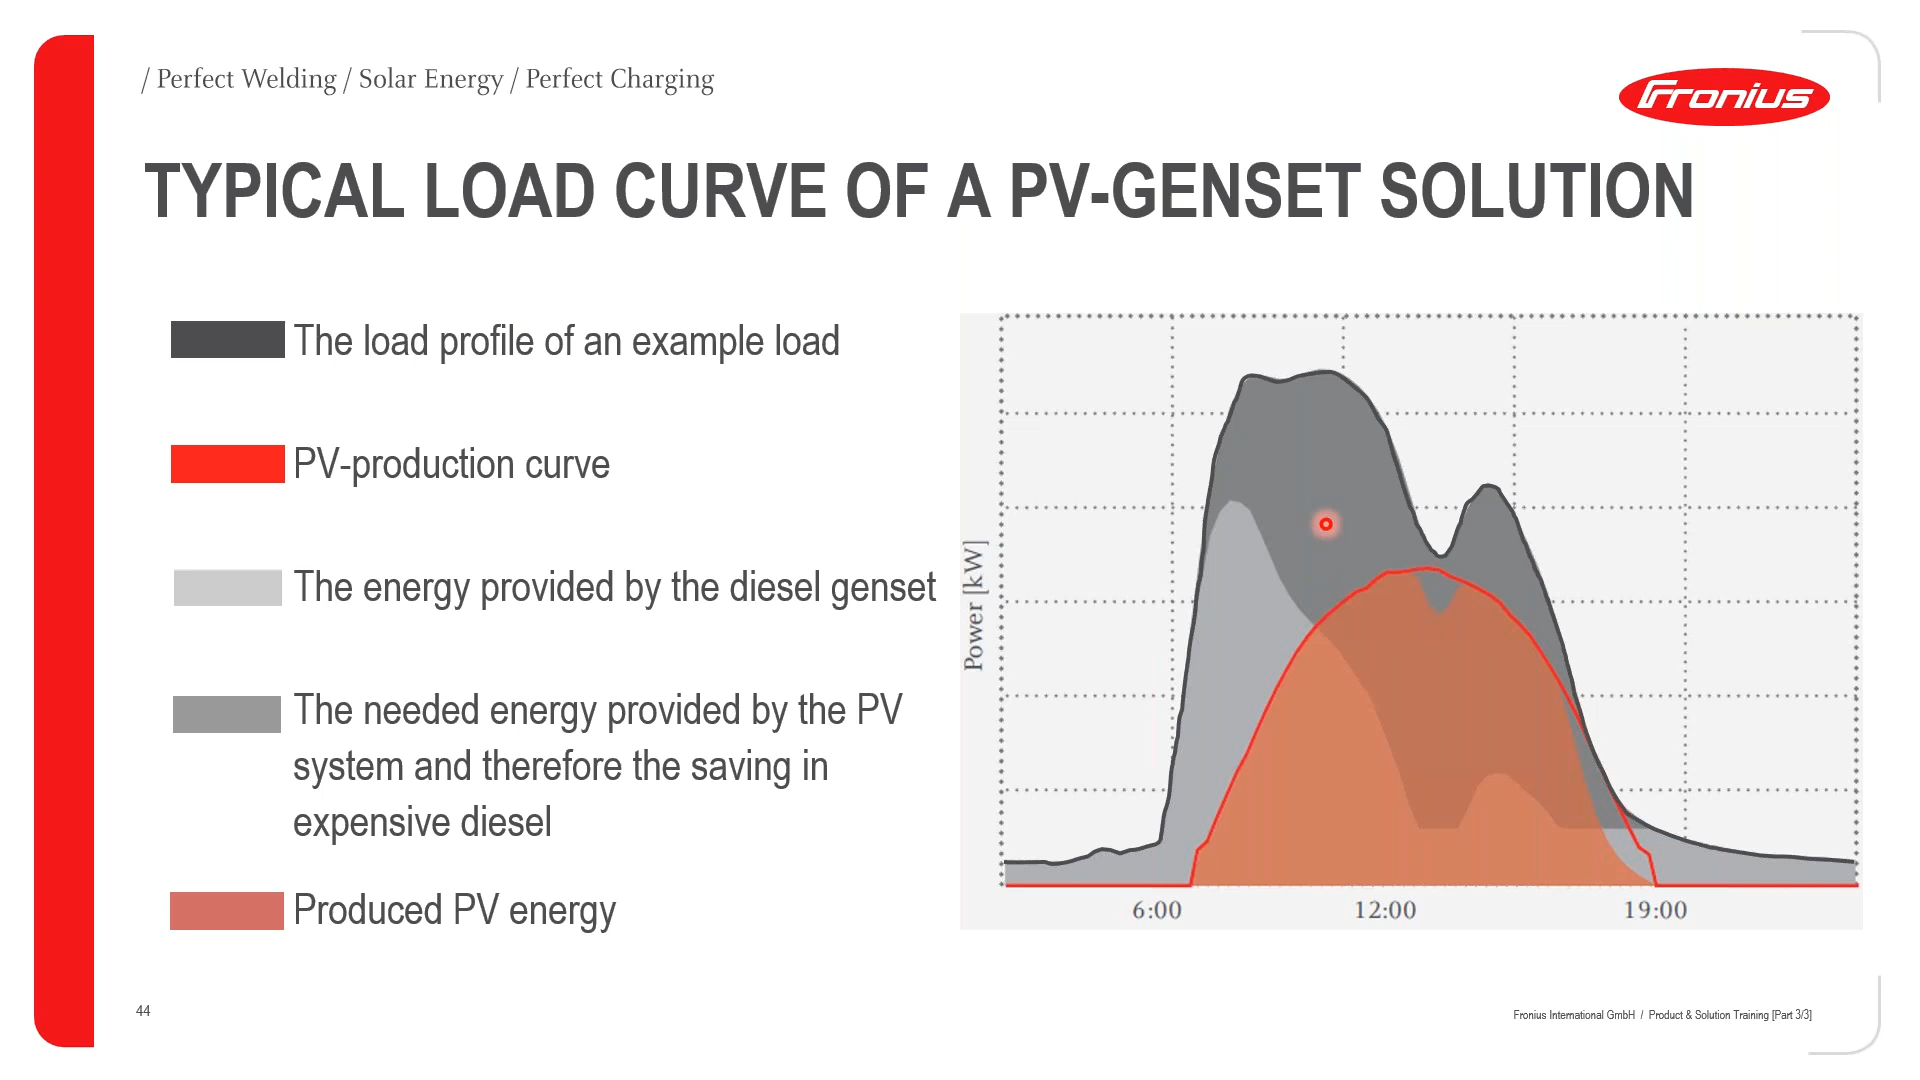 / Perfect Welding / Solar Energy / Perfect Charging
Fronius
TYPICAL LOAD CURVE OF A PV-GENSET SOLUTION
The load profile of an example load
PV-production curve
The energy provided by the diesel genset
The needed energy provided by the PV
system and therefore the saving in
expensive diesel
Produced PV energy
Power [kW]
6:00 12:00 19:00
44
Fronius International GmbH / Product & Solution Training [Part 3/3]